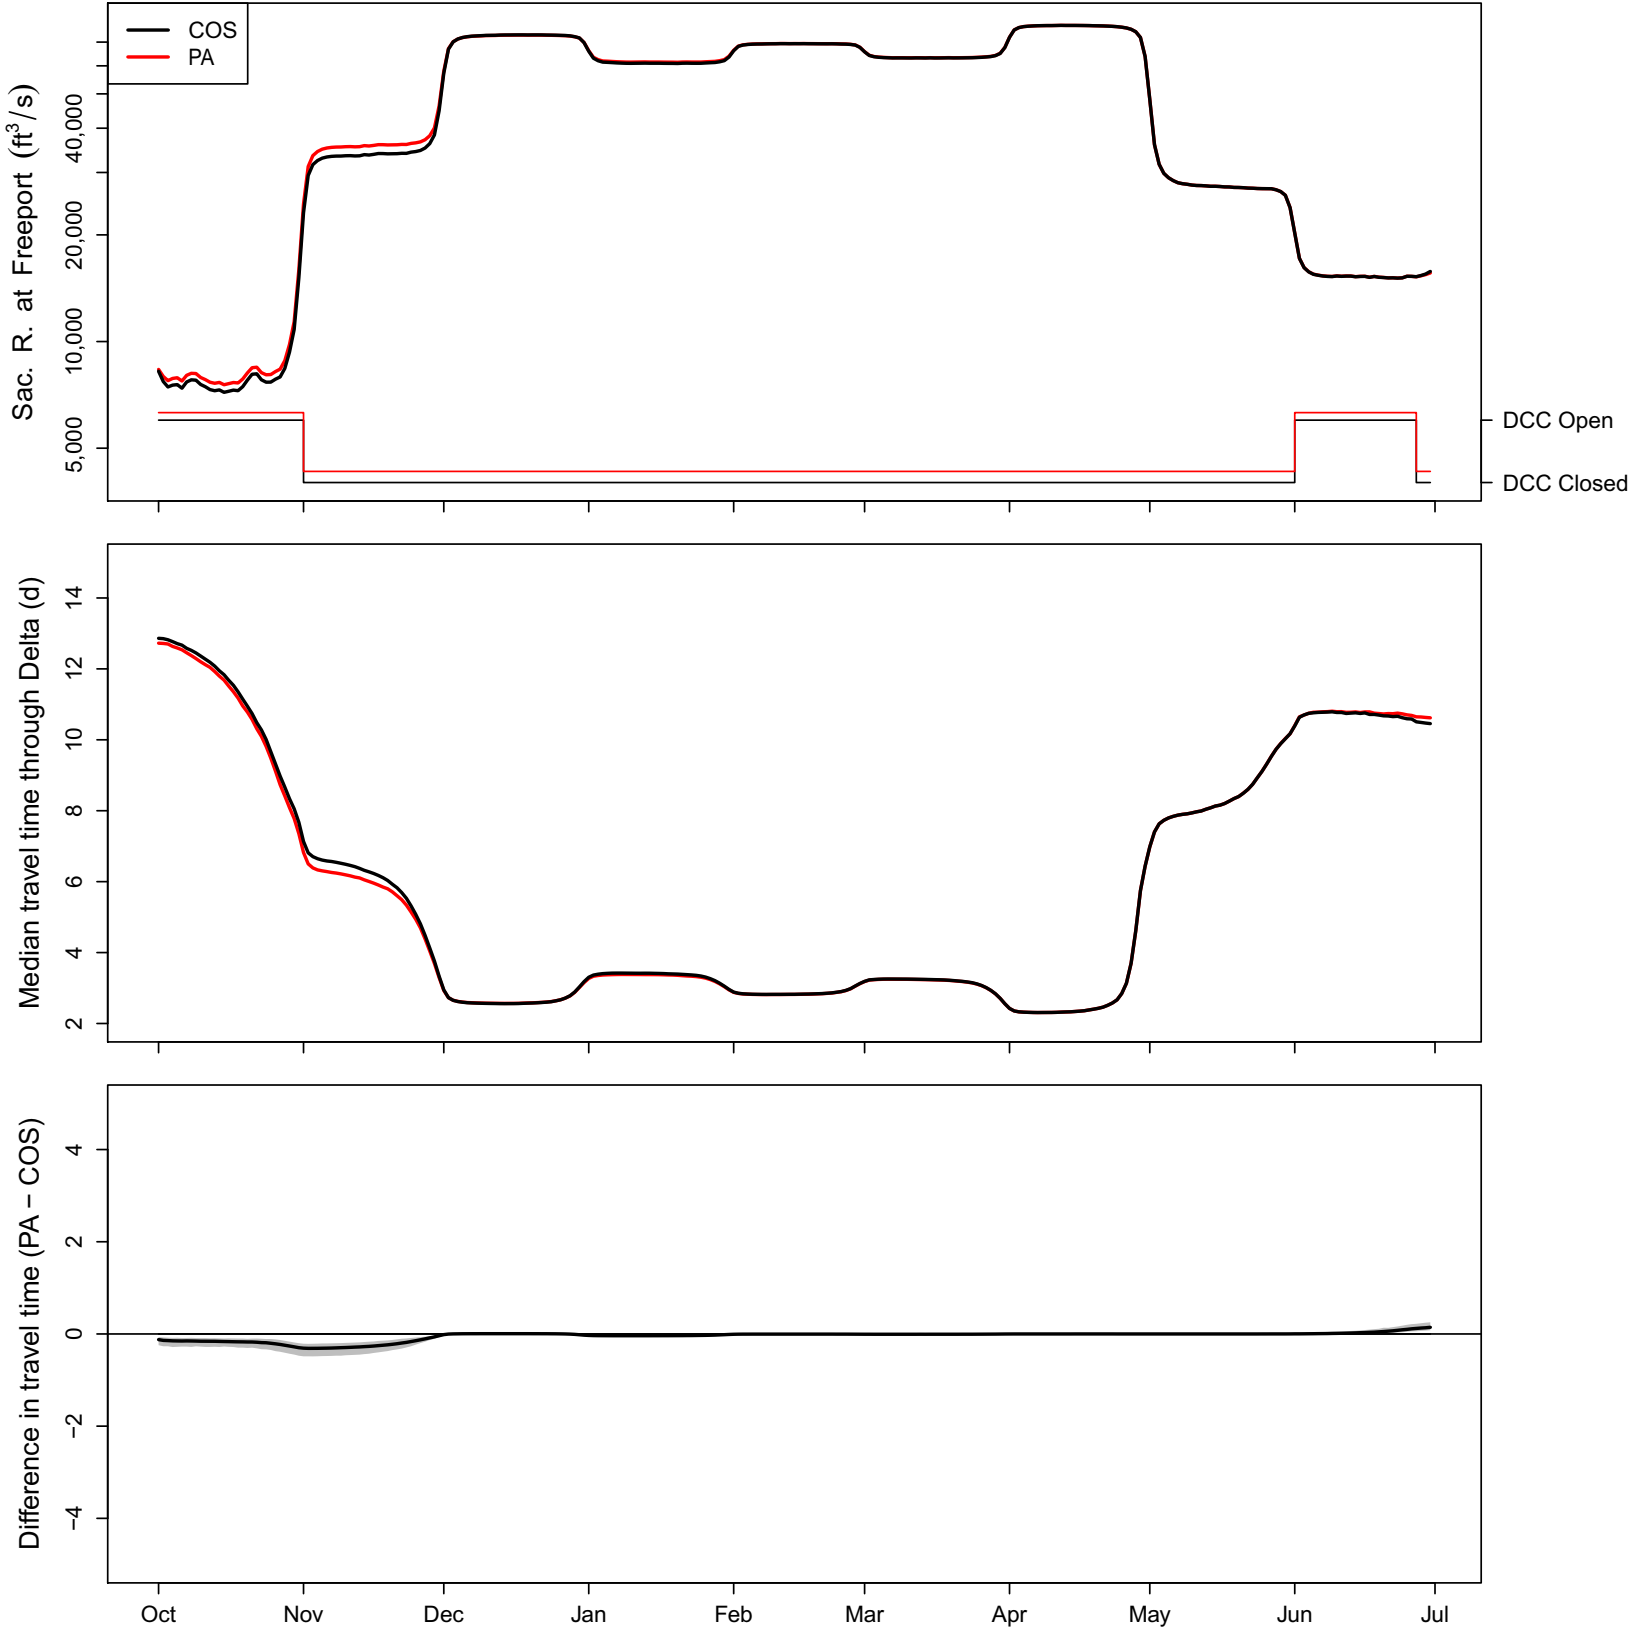 COS
PA
Sac. R. at Freeport (ft³/s)
40,000
20,000
10,000
5,000
DCC Open
DCC Closed
Median travel time through Delta (d)
14
12
10
8
6
4
2
Difference in travel time (PA − COS)
4
2
0
−2
−4
Oct Nov Dec Jan Feb Mar Apr May Jun Jul